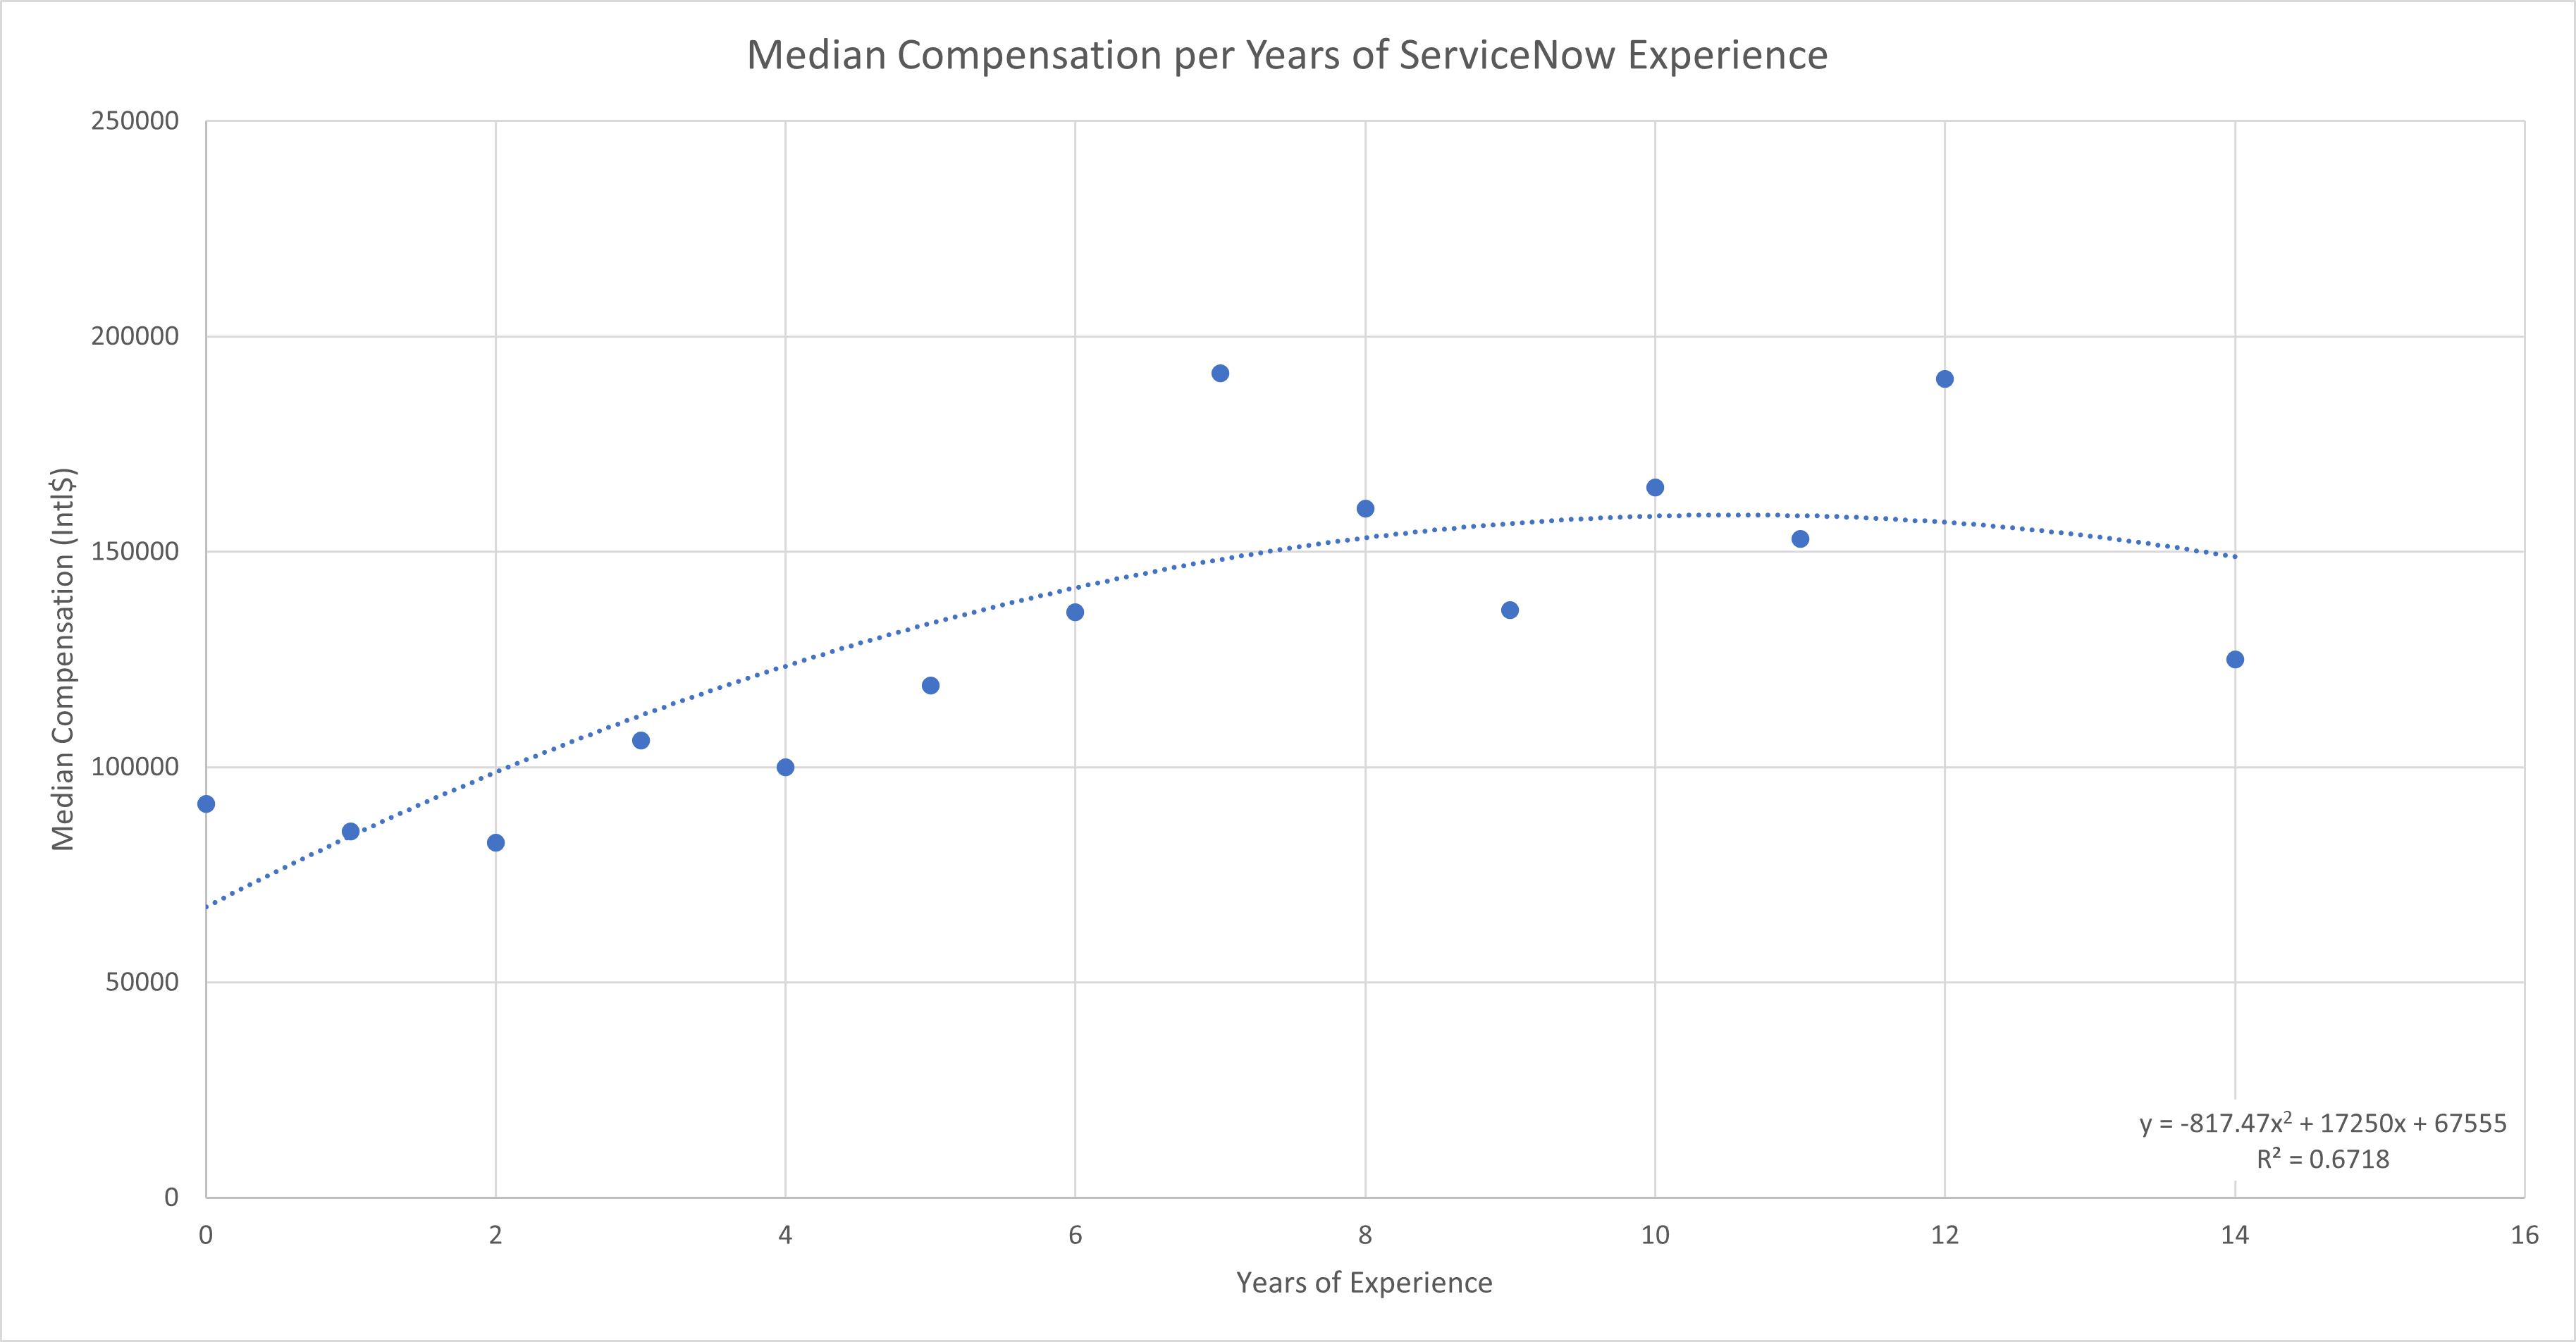 Median Compensation per Years of ServiceNow Experience
250000
200000
150000
100000
50000
0
Median Compensation (Intl$)
0 2 4 6 8 10 12 14 16
Years of Experience
y = -817.47x² + 17250x + 67555
R² = 0.6718